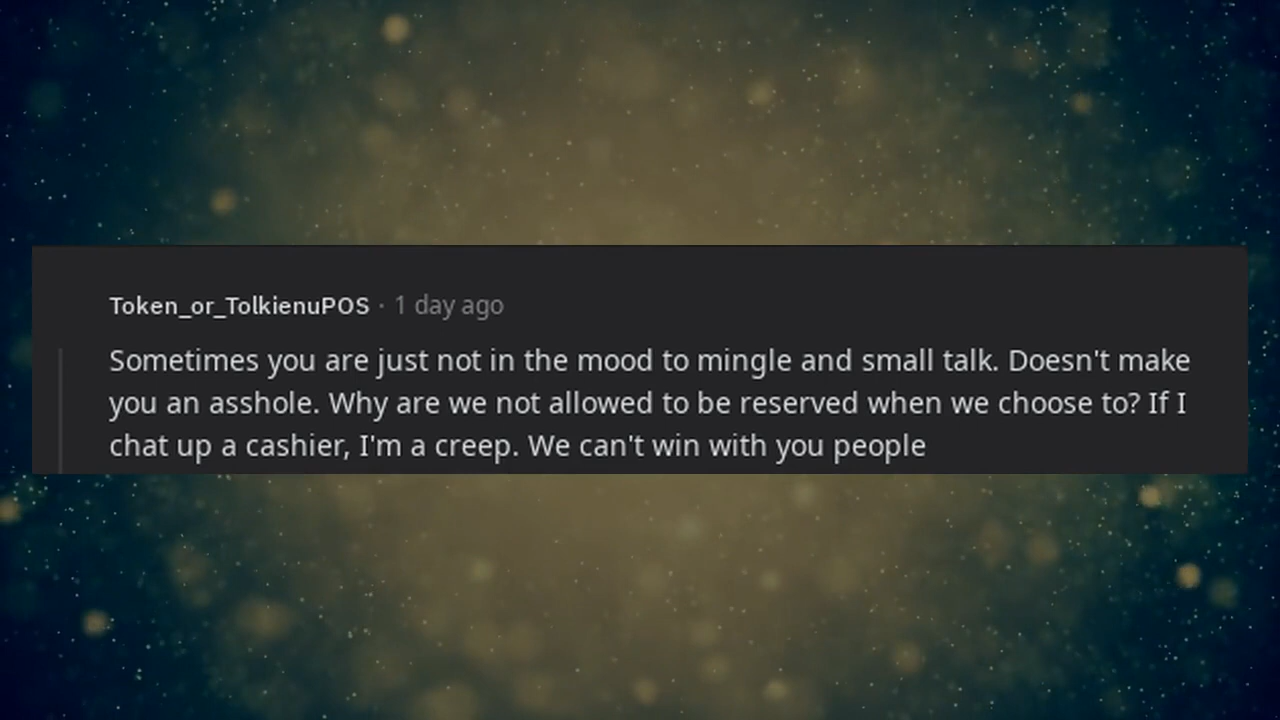 Token_or_TolkienuPOS · 1 day ago
Sometimes you are just not in the mood to mingle and small talk. Doesn't make
you an asshole. Why are we not allowed to be reserved when we choose to? If I
chat up a cashier, I'm a creep. We can't win with you people